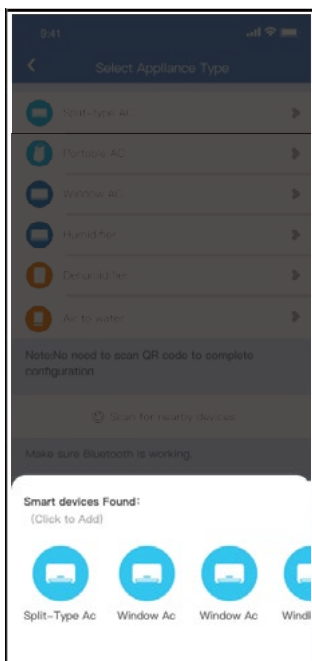 9:41
Select Appliance Type
Split-type AC
Portable AC
Window AC
Humidifier
Dehumidifier
Air to water
Note:No need to scan QR code to complete
configuration
Scan for nearby devices
Make sure Bluetooth is working.
Smart devices Found:
(Click to Add)
Split-Type Ac Window Ac Window Ac Wind